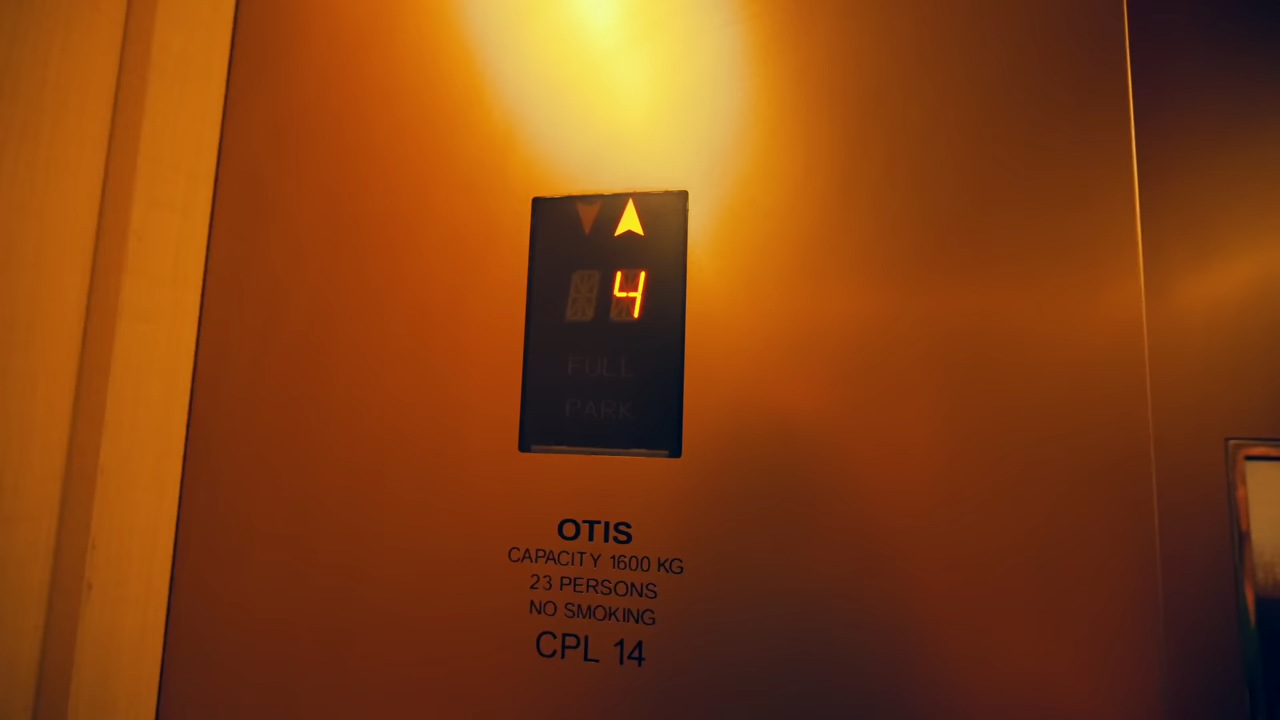 4
FULL
PARK
OTIS
CAPACITY 1600 KG
23 PERSONS
NO SMOKING
CPL 14